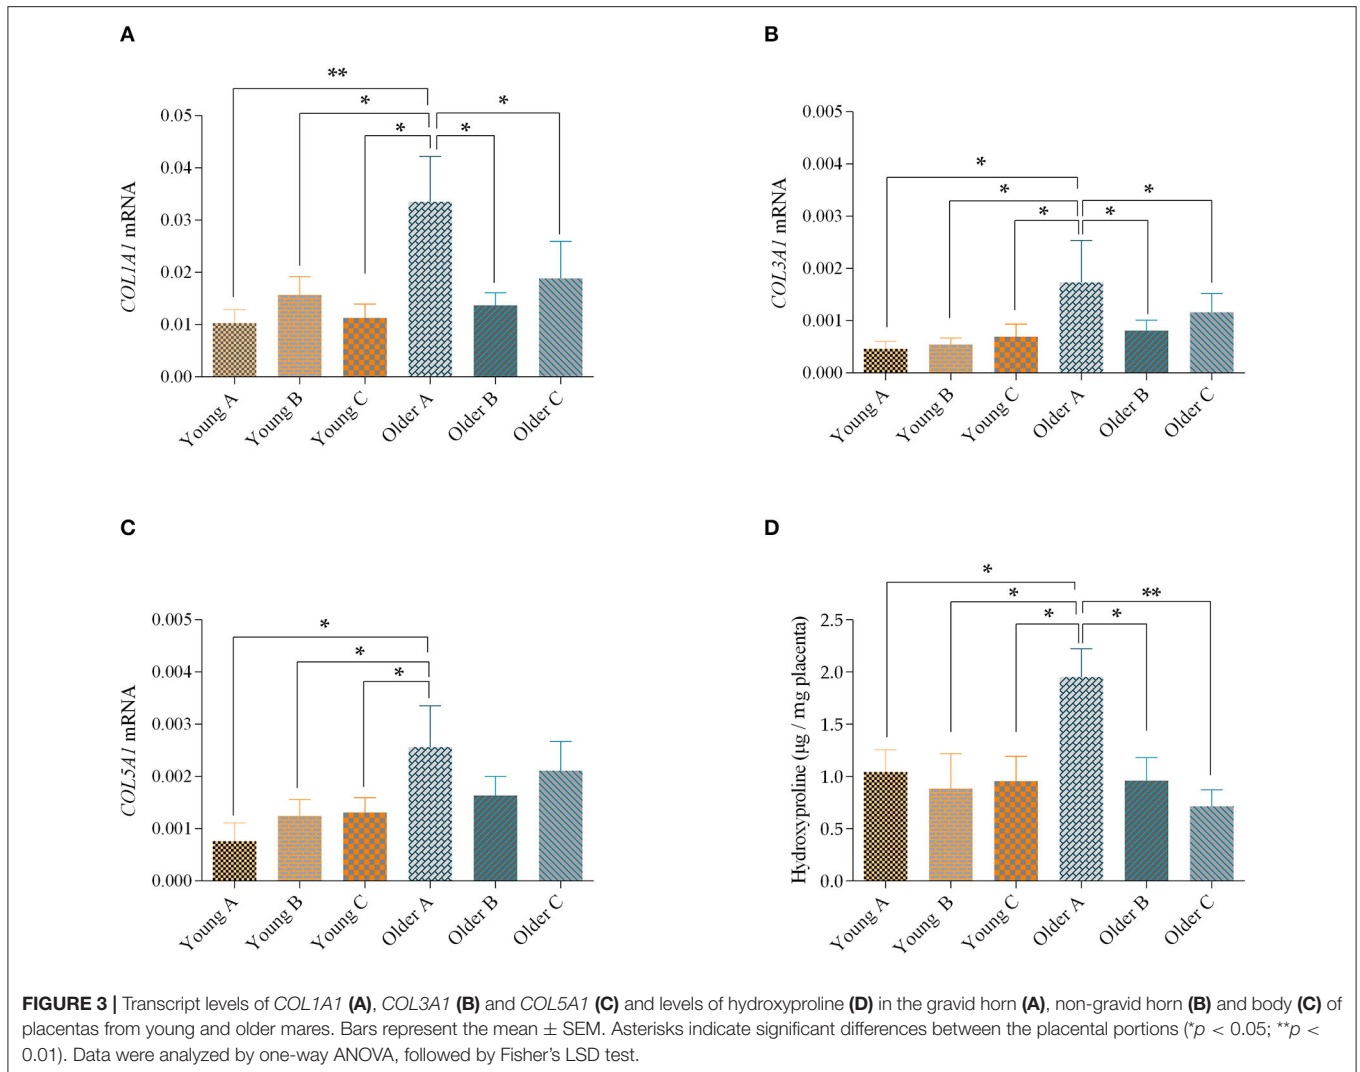 A
**
*
*
*
*
0.05
0.04
0.03
0.02
0.01
0.00
COL1A1 mRNA
Young A
Young B
Young C
Older A
Older B
Older C
B
*
*
*
*
*
0.005
0.004
0.003
0.002
0.001
0.000
COL3A1 mRNA
Young A
Young B
Young C
Older A
Older B
Older C
C
*
*
*
0.005
0.004
0.003
0.002
0.001
0.000
COL5A1 mRNA
Young A
Young B
Young C
Older A
Older B
Older C
D
*
*
**
*
*
2.5
2.0
1.5
1.0
0.5
0.0
Hydroxyproline (µg / mg placenta)
Young A
Young B
Young C
Older A
Older B
Older C
FIGURE 3 | Transcript levels of COL1A1 (A), COL3A1 (B) and COL5A1 (C) and levels of hydroxyproline (D) in the gravid horn (A), non-gravid horn (B) and body (C) of
placentas from young and older mares. Bars represent the mean ± SEM. Asterisks indicate significant differences between the placental portions (*p < 0.05; **p <
0.01). Data were analyzed by one-way ANOVA, followed by Fisher's LSD test.